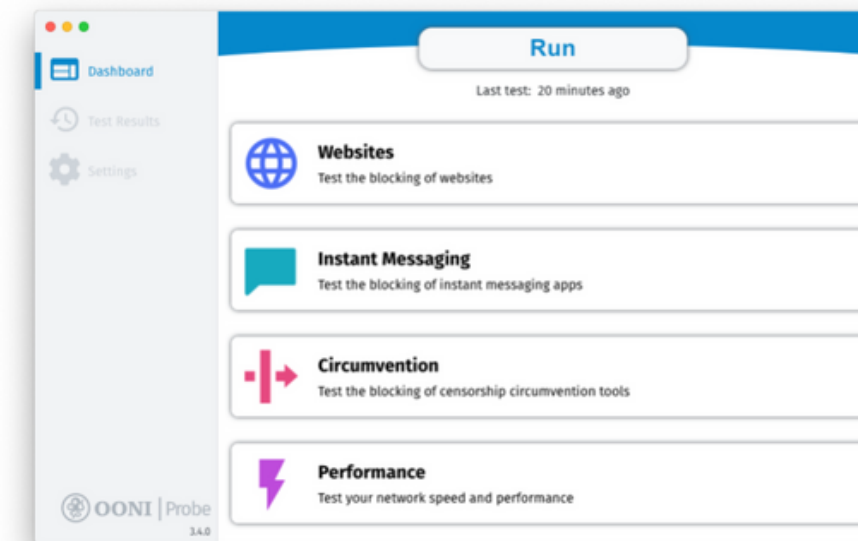 Dashboard
Test Results
Settings
OONI | Probe
3.4.0
Run
Last test: 20 minutes ago
Websites
Test the blocking of websites
Instant Messaging
Test the blocking of instant messaging apps
Circumvention
Test the blocking of censorship circumvention tools
Performance
Test your network speed and performance